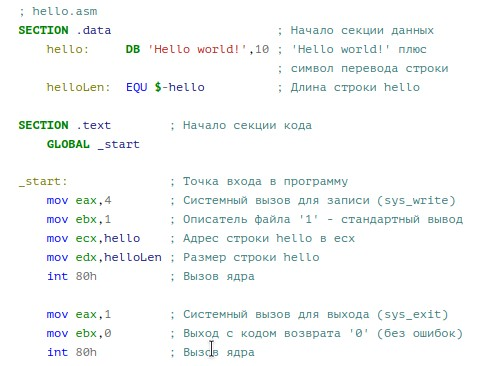 ; hello.asm
SECTION .data ; Начало секции данных
hello: DB 'Hello world!',10 ; 'Hello world!' плюс
; символ перевода строки
helloLen: EQU $-hello ; Длина строки hello
SECTION .text ; Начало секции кода
GLOBAL _start
_start: ; Точка входа в программу
mov eax,4 ; Системный вызов для записи (sys_write)
mov ebx,1 ; Описатель файла '1' - стандартный вывод
mov ecx,hello ; Адрес строки hello в ecx
mov edx,helloLen ; Размер строки hello
int 80h ; Вызов ядра
mov eax,1 ; Системный вызов для выхода (sys_exit)
mov ebx,0 ; Выход с кодом возврата '0' (без ошибок)
int 80h ; Вызов ядра